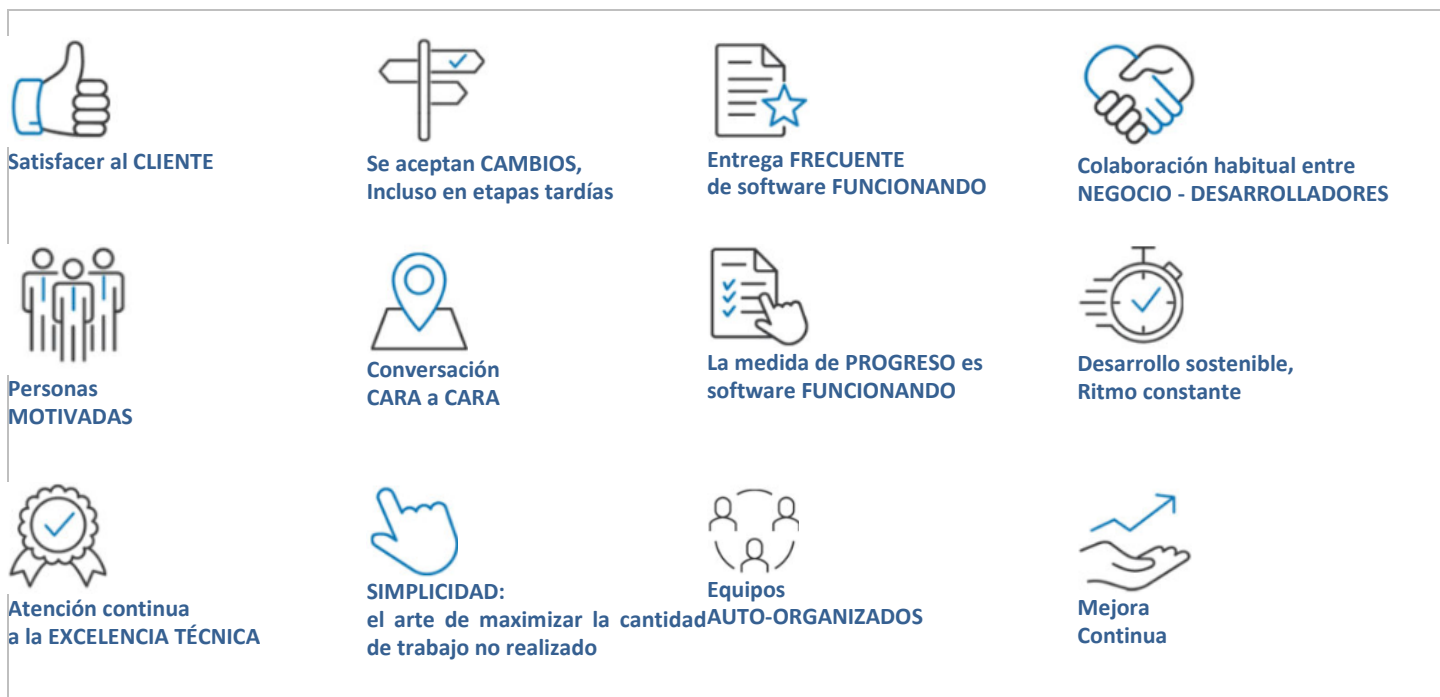 Satisfacer al CLIENTE
Se aceptan CAMBIOS,
Incluso en etapas tardías
Entrega FRECUENTE
de software FUNCIONANDO
Colaboración habitual entre
NEGOCIO - DESARROLLADORES
Personas
MOTIVADAS
Conversación
CARA a CARA
La medida de PROGRESO es
software FUNCIONANDO
Desarrollo sostenible,
Ritmo constante
Atención continua
a la EXCELENCIA TÉCNICA
SIMPLICIDAD:
el arte de maximizar la cantidad
de trabajo no realizado
Equipos
AUTO-ORGANIZADOS
Mejora
Continua